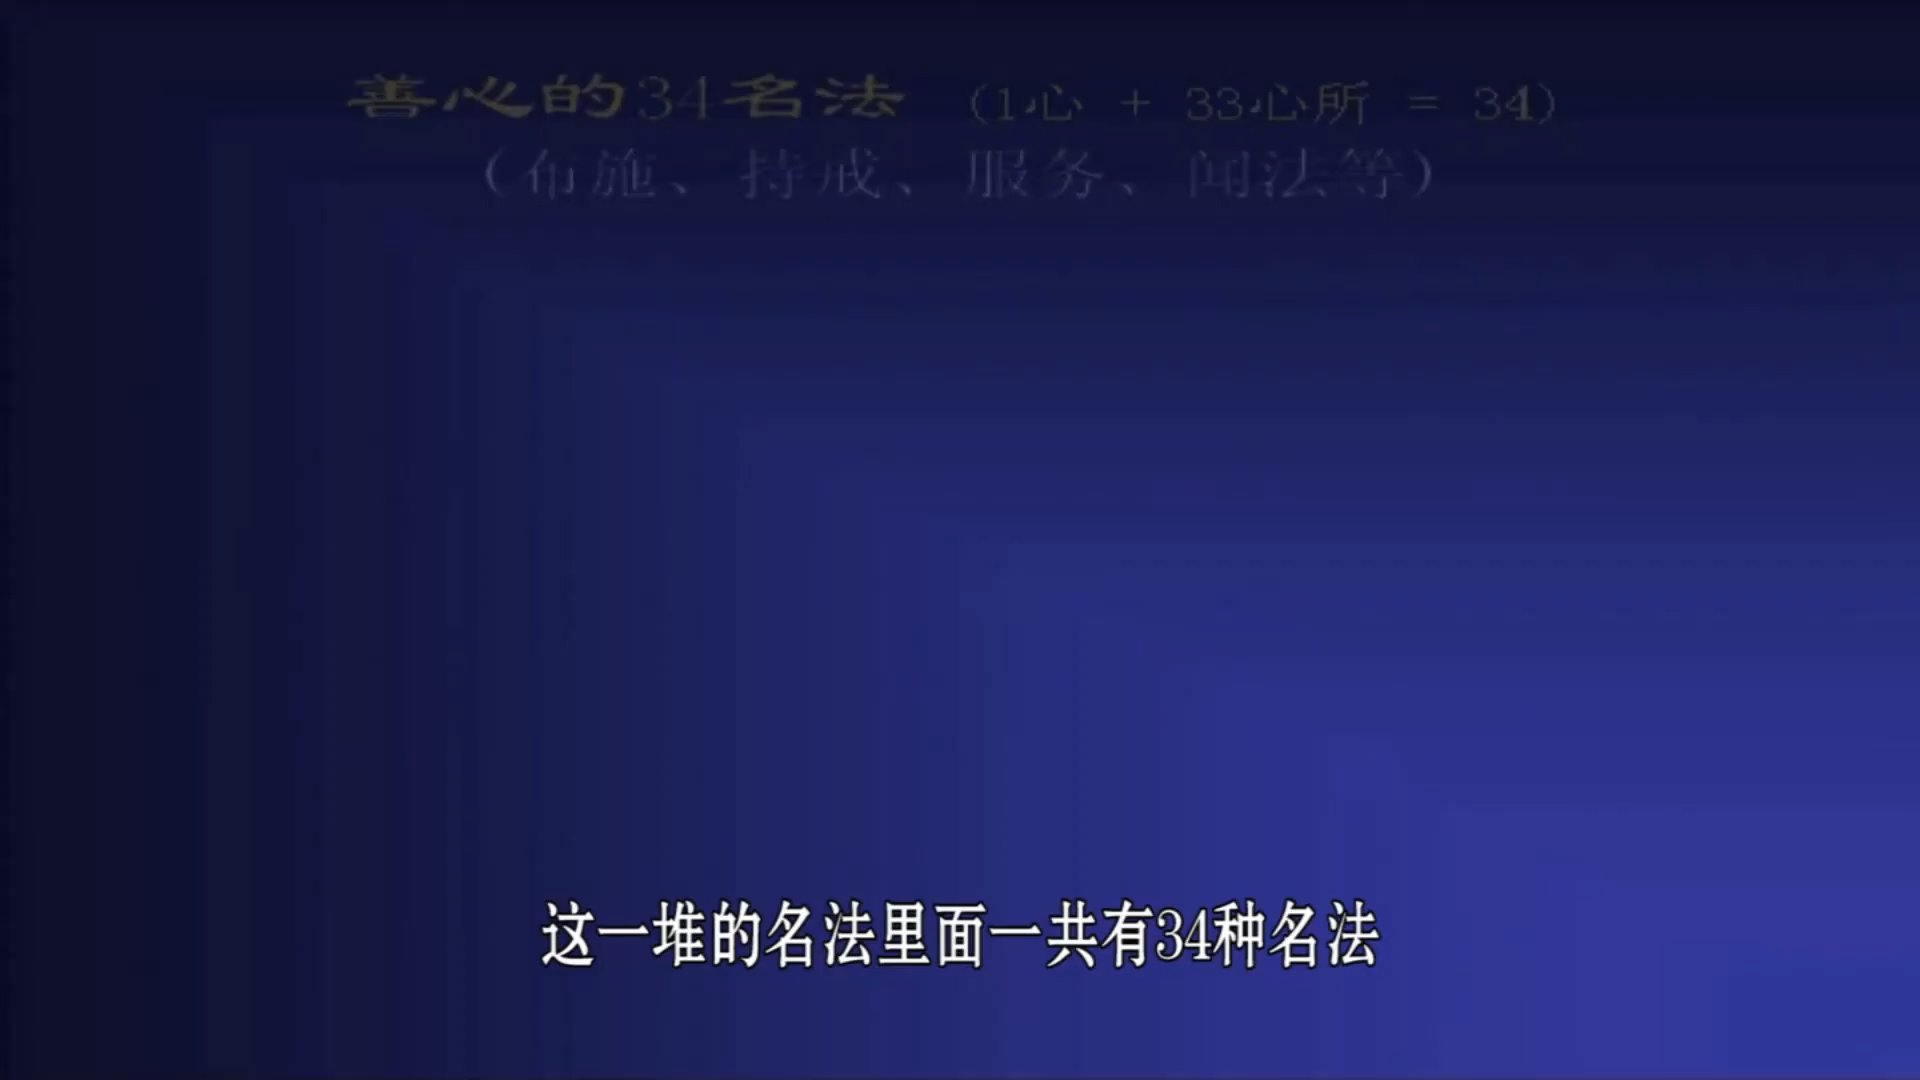 善心的34名法 (1心 + 33心所 = 34)
(布施、持戒、服务、闻法等)
这一堆的名法里面一共有34种名法